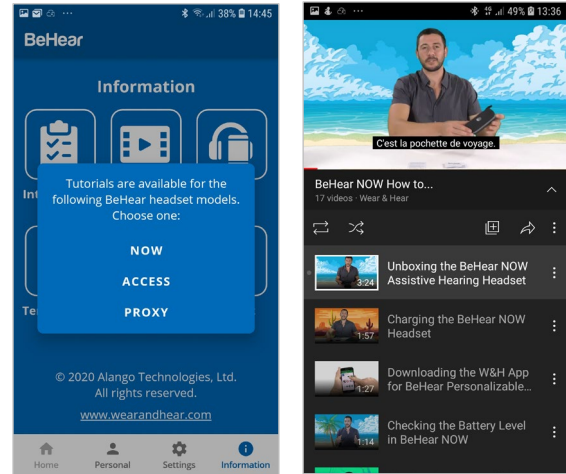 38% 14:45
BeHear
Information
Tutorials are available for the
following BeHear headset models.
Choose one:
NOW
ACCESS
PROXY
© 2020 Alango Technologies, Ltd.
All rights reserved.
www.wearandhear.com
Home Personal Settings Information
4G 49% 13:36
C'est la pochette de voyage.
BeHear NOW How to...
17 videos · Wear & Hear
3:24
Unboxing the BeHear NOW
Assistive Hearing Headset
1:57
Charging the BeHear NOW
Headset
1:27
Downloading the W&H App
for BeHear Personalizable...
1:14
Checking the Battery Level
in BeHear NOW